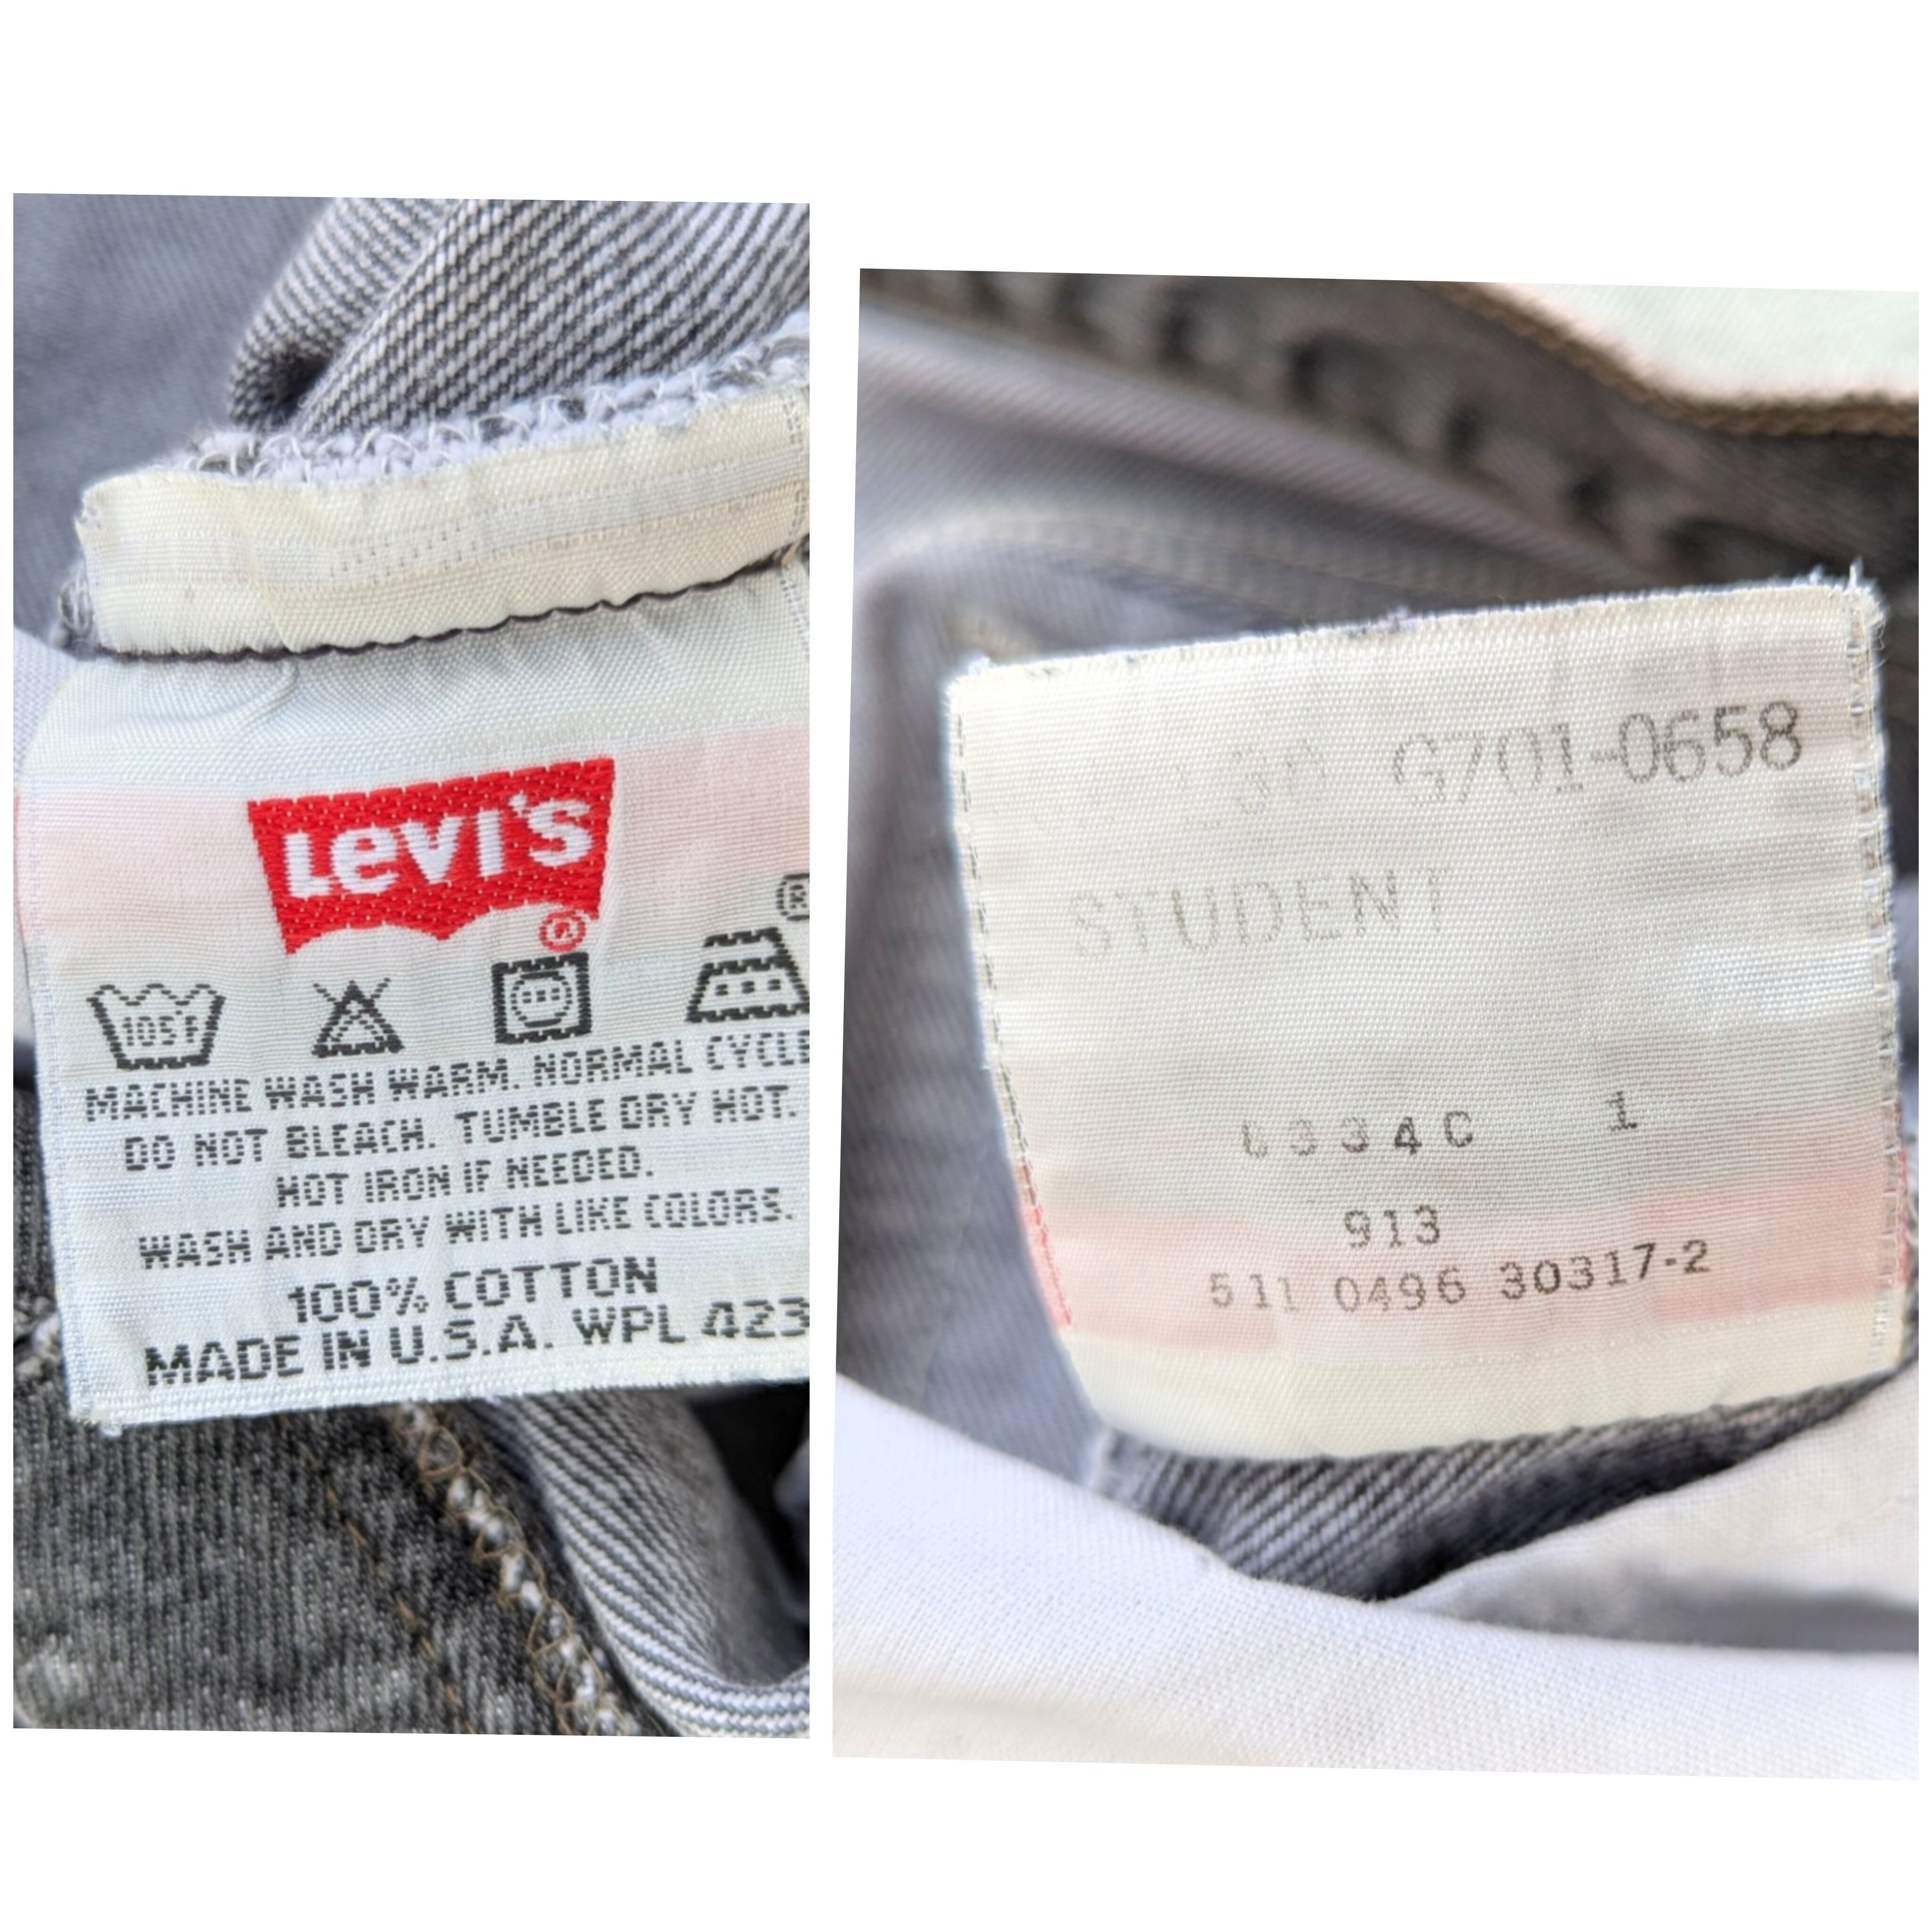 LEVI'S
®
®
105°F
MACHINE WASH WARM. NORMAL CYCLE
DO NOT BLEACH. TUMBLE DRY HOT.
HOT IRON IF NEEDED.
WASH AND DRY WITH LIKE COLORS.
100% COTTON
MADE IN U.S.A. WPL 423
G701-0658
STUDENT
1
913
511 0496 30317-2